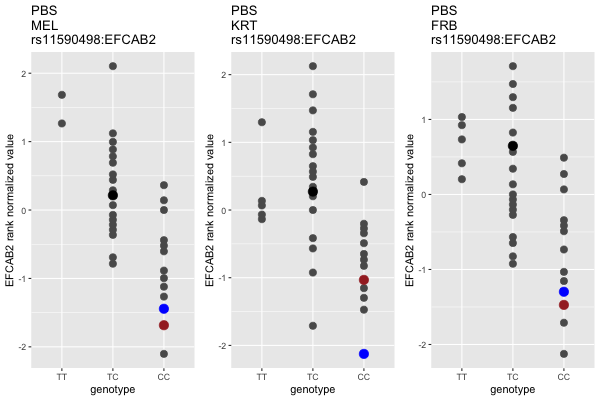 PBS
MEL
rs11590498:EFCAB2
EFCAB2 rank normalized value
2
1
0
-1
-2
TT
TC
CC
genotype
PBS
KRT
rs11590498:EFCAB2
EFCAB2 rank normalized value
2
1
0
-1
-2
TT
TC
CC
genotype
PBS
FRB
rs11590498:EFCAB2
EFCAB2 rank normalized value
1
0
-1
-2
TT
TC
CC
genotype